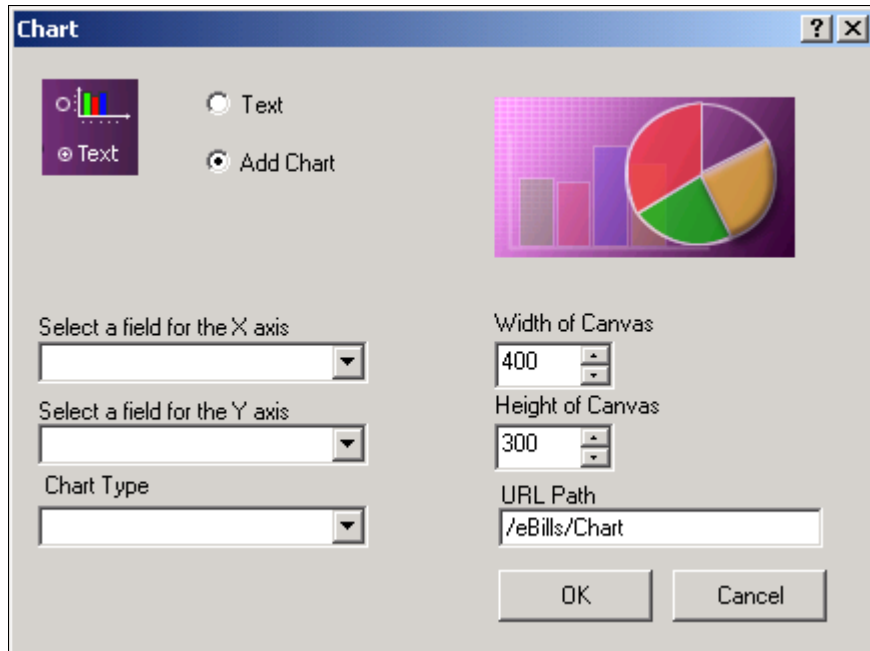 Chart
?
Text
Text
Add Chart
Select a field for the X axis
Width of Canvas
400
Select a field for the Y axis
Height of Canvas
300
Chart Type
URL Path
/eBills/Chart
OK
Cancel